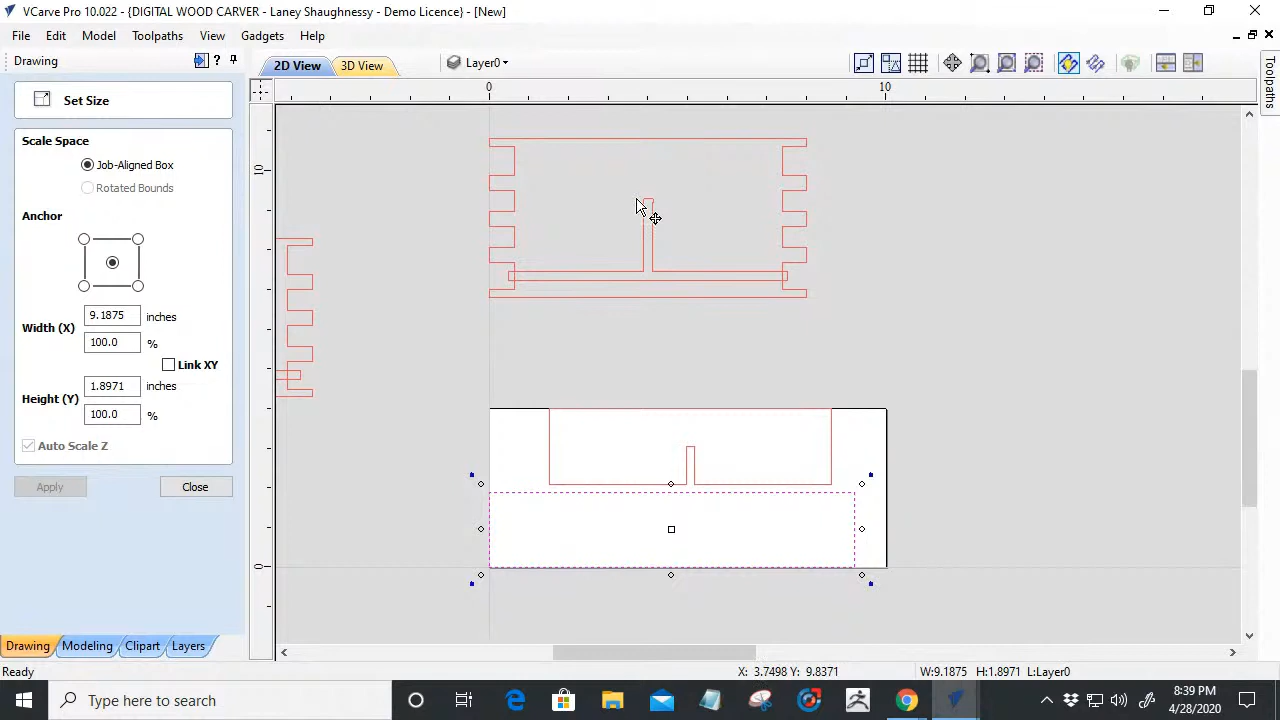 VCarve Pro 10.022 - {DIGITAL WOOD CARVER - Laney Shaughnessy - Demo Licence} - [New]
File Edit Model Toolpaths View Gadgets Help
Drawing
2D View 3D View Layer0
Set Size
Scale Space
Job-Aligned Box
Rotated Bounds
Anchor
Width (X) 9.1875 inches
100.0 %
Link XY
Height (Y) 1.8971 inches
100.0 %
Auto Scale Z
Apply Close
0 10
10
0
Toolpaths
Drawing Modeling Clipart Layers
Ready X: 3.7498 Y: 9.8371 W:9.1875 H:1.8971 L:Layer0
Type here to search
8:39 PM
4/28/2020